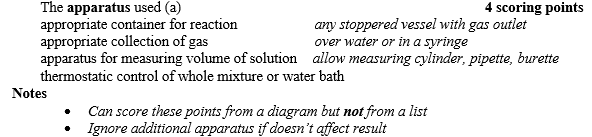 The apparatus used (a) 4 scoring points
appropriate container for reaction any stoppered vessel with gas outlet
appropriate collection of gas over water or in a syringe
apparatus for measuring volume of solution allow measuring cylinder, pipette, burette
thermostatic control of whole mixture or water bath
Notes
• Can score these points from a diagram but not from a list
• Ignore additional apparatus if doesn't affect result